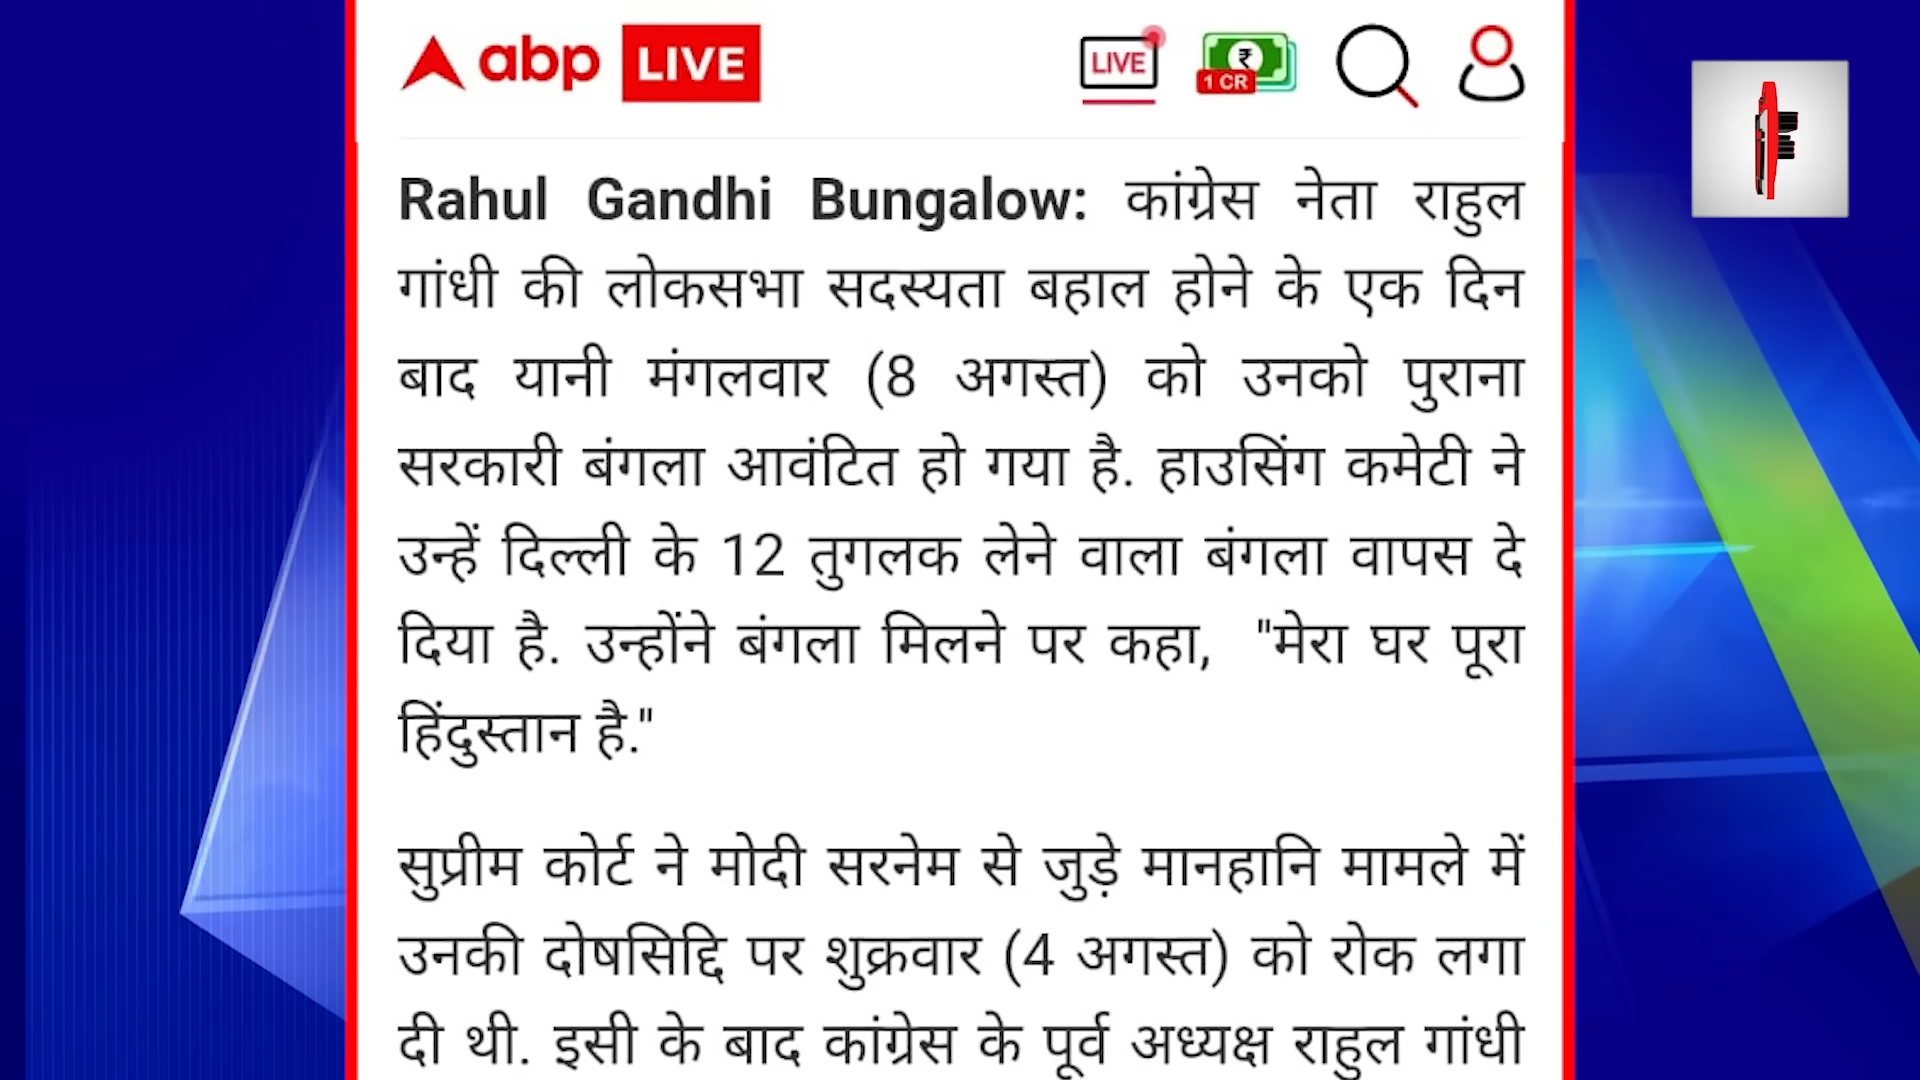 abp LIVE LIVE ₹ 1 CR
Rahul Gandhi Bungalow: कांग्रेस नेता राहुल
गांधी की लोकसभा सदस्यता बहाल होने के एक दिन
बाद यानी मंगलवार (8 अगस्त) को उनको पुराना
सरकारी बंगला आवंटित हो गया है. हाउसिंग कमेटी ने
उन्हें दिल्ली के 12 तुगलक लेने वाला बंगला वापस दे
दिया है. उन्होंने बंगला मिलने पर कहा, "मेरा घर पूरा
हिंदुस्तान है."
सुप्रीम कोर्ट ने मोदी सरनेम से जुड़े मानहानि मामले में
उनकी दोषसिद्दि पर शुक्रवार (4 अगस्त) को रोक लगा
दी थी. इसी के बाद कांग्रेस के पूर्व अध्यक्ष राहुल गांधी